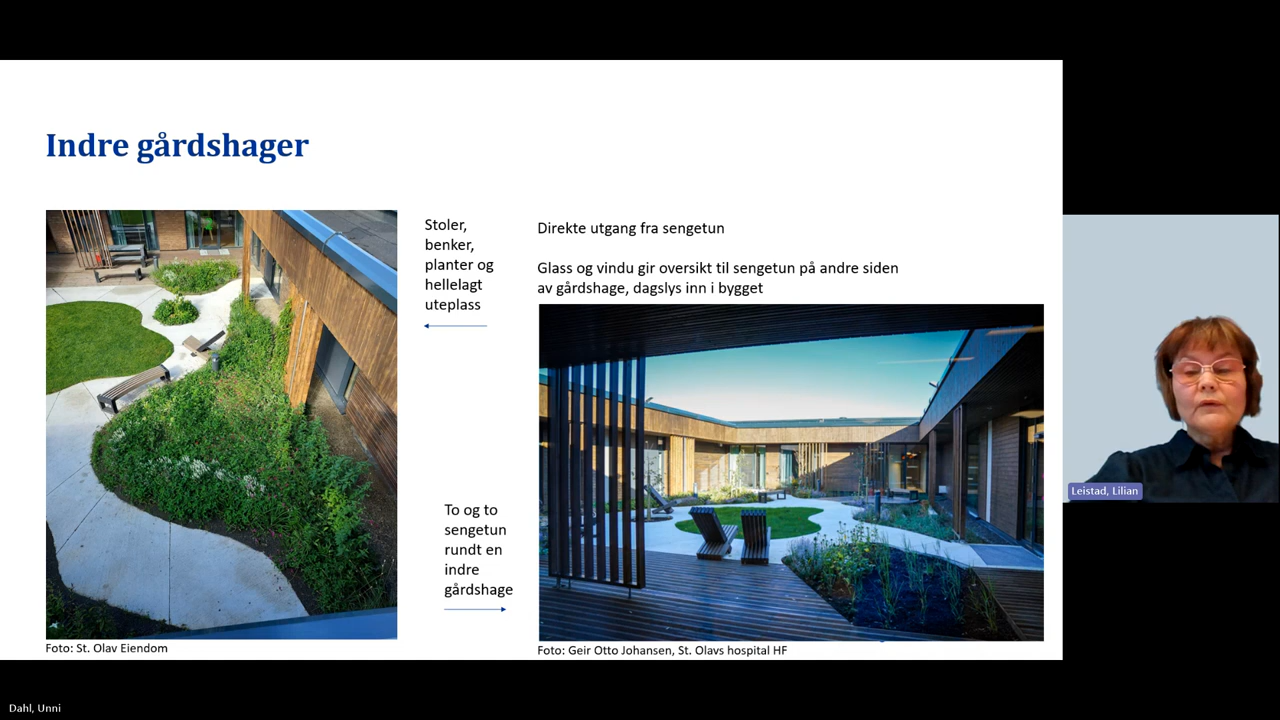 Indre gårdshager
Stoler,
benker,
planter og
hellelagt
uteplass
Direkte utgang fra sengetun
Glass og vindu gir oversikt til sengetun på andre siden
av gårdshage, dagslys inn i bygget
To og to
sengetun
rundt en
indre
gårdshage
Foto: St. Olav Eiendom
Foto: Geir Otto Johansen, St. Olavs hospital HF
Leistad, Lilian
Dahl, Unni